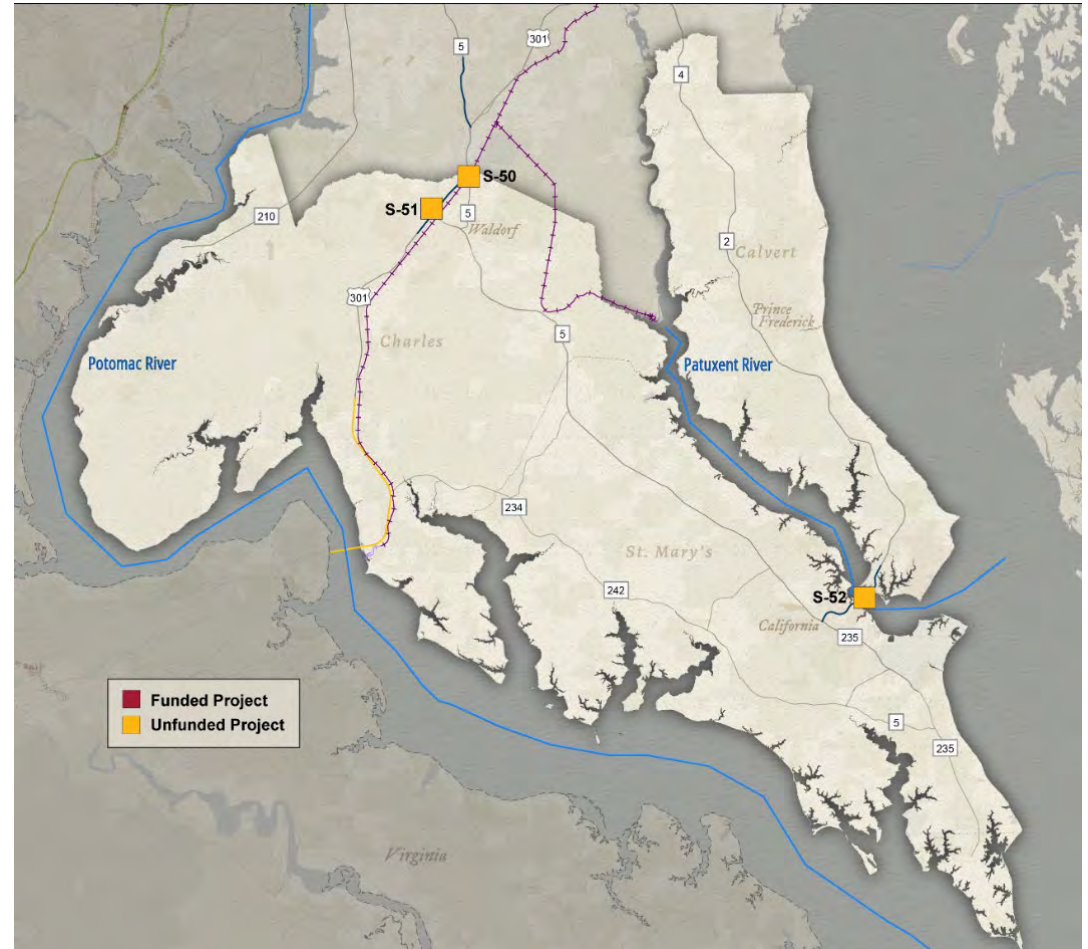 5
301
4
S-50
S-51
5
210
Waldorf
2
Calvert
301
Prince
Frederick
Charles
5
Potomac River
Patuxent River
234
St. Mary's
242
S-52
California
235
Funded Project
Unfunded Project
5
235
Virginia